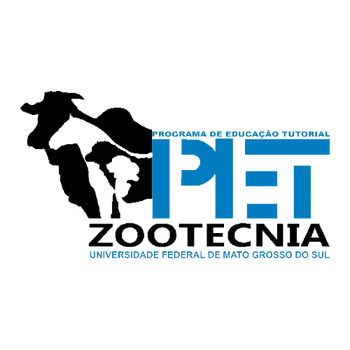 PROGRAMA DE EDUCAÇÃO TUTORIAL
PET
ZOOTECNIA
UNIVERSIDADE FEDERAL DE MATO GROSSO DO SUL